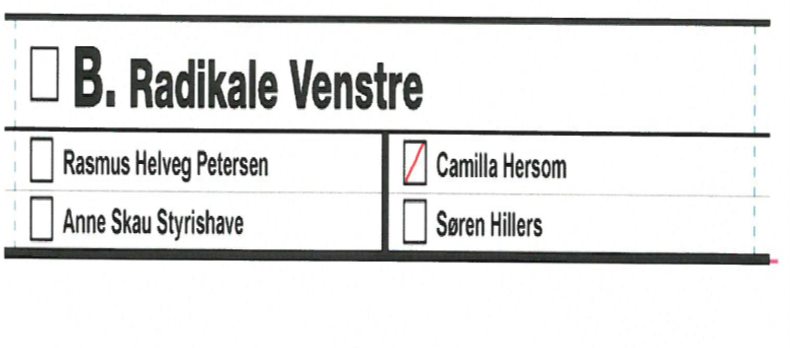 B. Radikale Venstre
Rasmus Helveg Petersen
Camilla Hersom
Anne Skau Styrishave
Søren Hillers